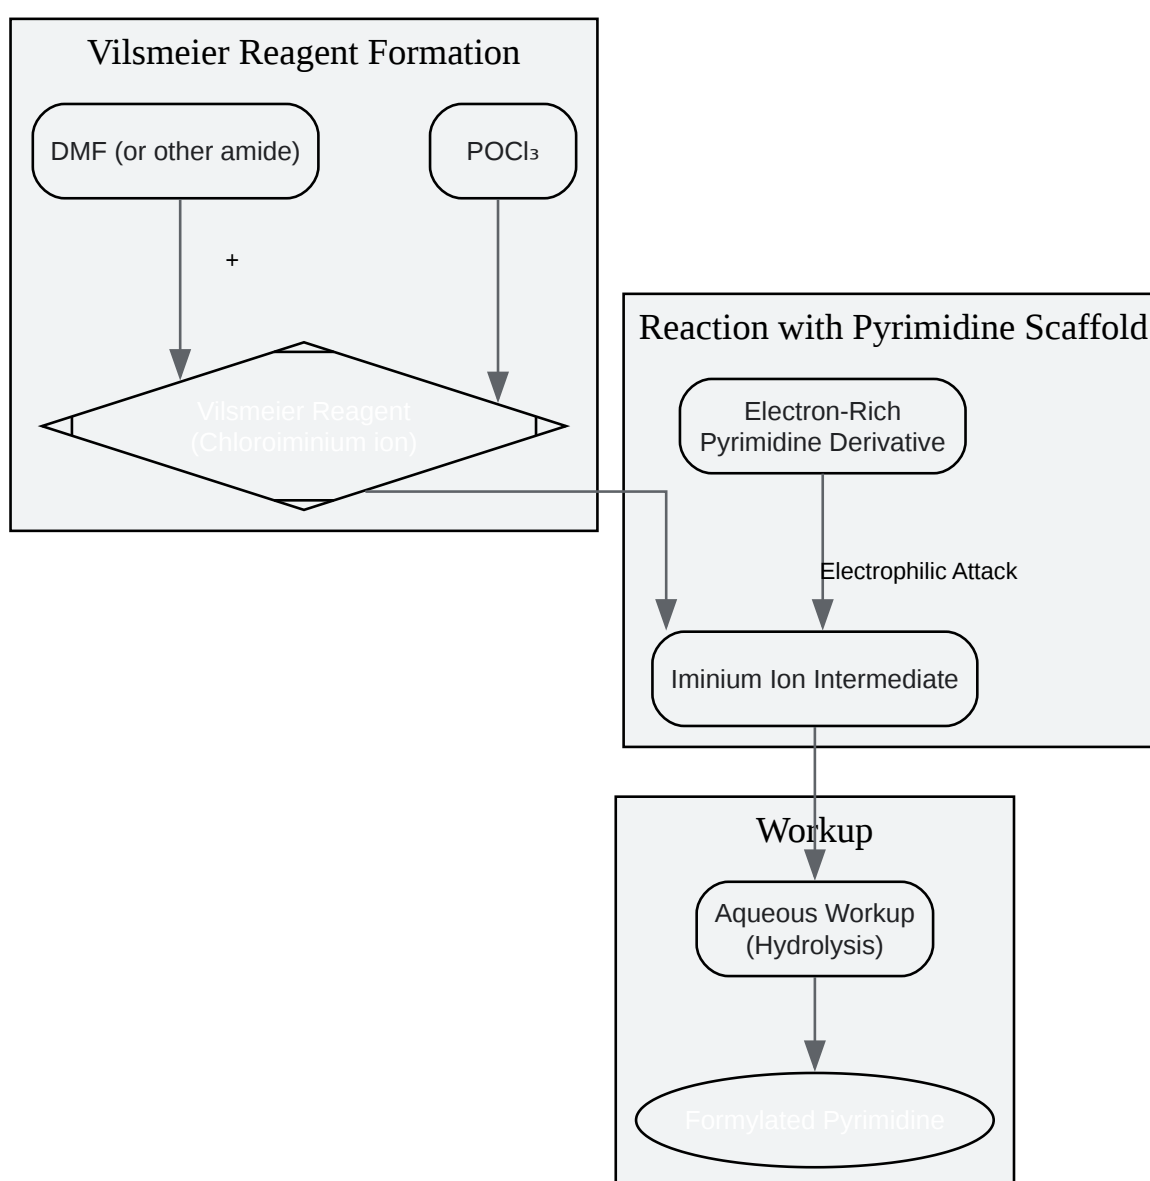 Vilsmeier Reagent Formation
DMF (or other amide)
POCl₃
+
Vilsmeier Reagent
(Chloroiminium ion)
Reaction with Pyrimidine Scaffold
Electron-Rich
Pyrimidine Derivative
Electrophilic Attack
Iminium Ion Intermediate
Workup
Aqueous Workup
(Hydrolysis)
Formylated Pyrimidine